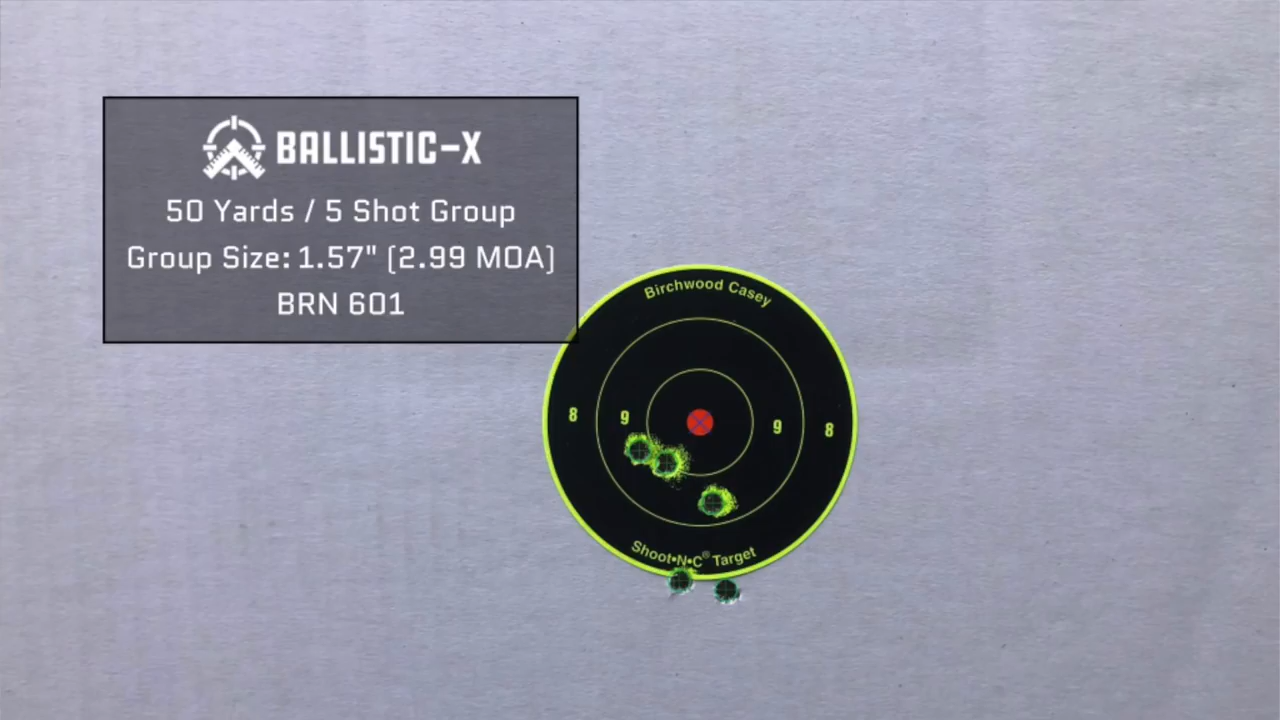 BALLISTIC-X
50 Yards / 5 Shot Group
Group Size: 1.57" (2.99 MOA)
BRN 601
Birchwood Casey
8 9 9 8
Shoot•N•C® Target